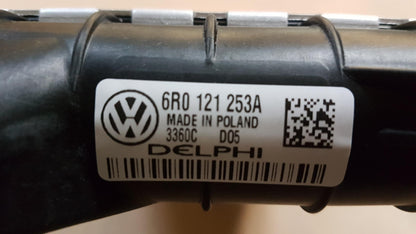 6R0 121 253A
MADE IN POLAND
3360C D05
DELPHI